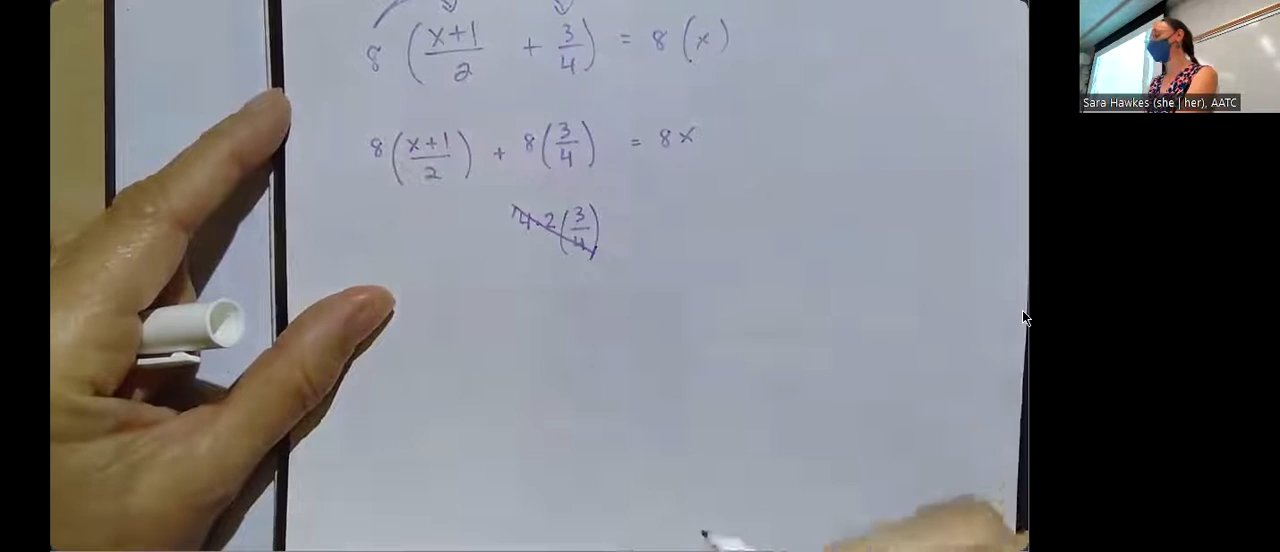 8 (x+1/2 + 3/4) = 8 (x)
8(x+1/2) + 8(3/4) = 8x
4·2(3/4)
Sara Hawkes (she | her), AATC